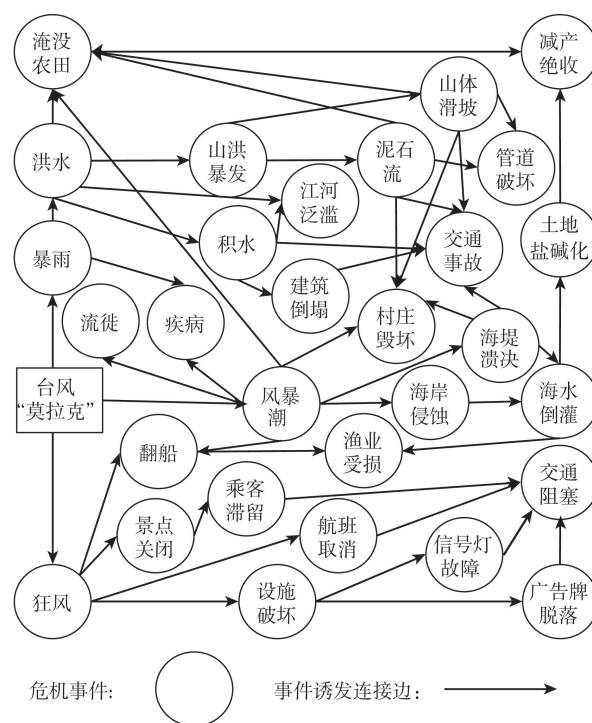 淹没
农田
减产
绝收
山体
滑坡
洪水
山洪
暴发
泥石
流
管道
破坏
江河
泛滥
积水
交通
事故
土地
盐碱化
暴雨
建筑
倒塌
流徙
疾病
村庄
毁坏
海堤
溃决
台风
“莫拉克”
风暴
潮
海岸
侵蚀
海水
倒灌
翻船
渔业
受损
乘客
滞留
交通
阻塞
景点
关闭
航班
取消
信号灯
故障
狂风
设施
破坏
广告牌
脱落
危机事件:
事件诱发连接边: